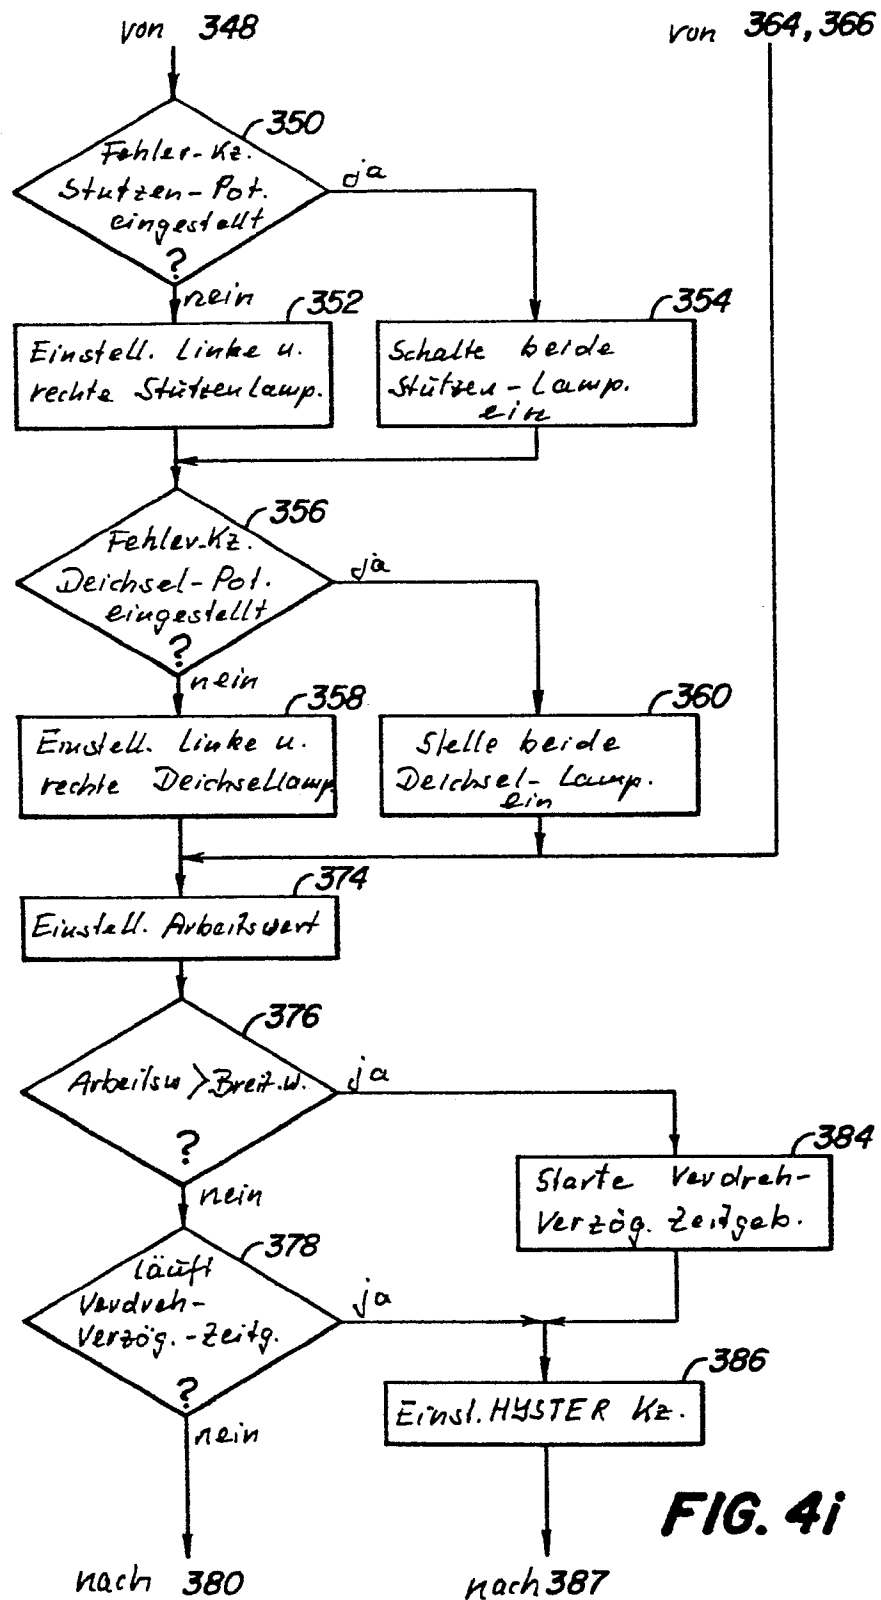 von 348
von 364, 366
350
Fehler-Kz.
Stutzen-Pot.
eingestellt
?
ja
nein
352
Einstell. Linke u.
rechte Stützenlamp.
354
Schalte beide
Stützen-Lamp.
ein
356
Fehler-Kz.
Deichsel-Pot.
eingestellt
?
ja
nein
358
Einstell. Linke u.
rechte Deichsellamp.
360
Stelle beide
Deichsel-Lamp.
ein
374
Einstell. Arbeitswert
376
Arbeitsw > Breit.w.
?
ja
nein
384
Starte Verdreh-
Verzög. Zeitgeb.
378
Läuft
Verdreh-
Verzög.-Zeitg.
?
ja
nein
386
Einst. HYSTER Kz.
FIG. 4i
nach 380
nach 387